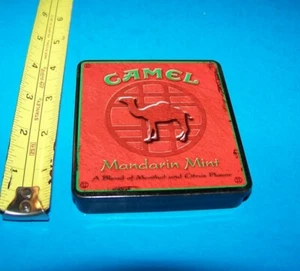 CAMEL
Mandarin Mint
A Blend of Menthol and Citrus Flavor